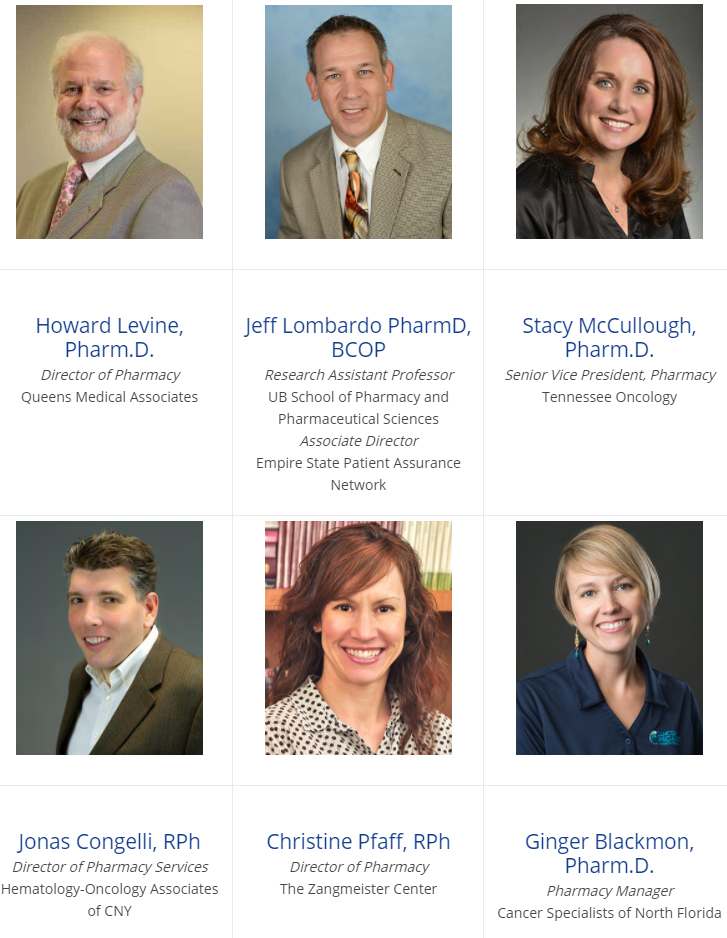 Howard Levine,
Pharm.D.
Director of Pharmacy
Queens Medical Associates
Jeff Lombardo PharmD,
BCOP
Research Assistant Professor
UB School of Pharmacy and
Pharmaceutical Sciences
Associate Director
Empire State Patient Assurance
Network
Stacy McCullough,
Pharm.D.
Senior Vice President, Pharmacy
Tennessee Oncology
Jonas Congelli, RPh
Director of Pharmacy Services
Hematology-Oncology Associates
of CNY
Christine Pfaff, RPh
Director of Pharmacy
The Zangmeister Center
Ginger Blackmon,
Pharm.D.
Pharmacy Manager
Cancer Specialists of North Florida